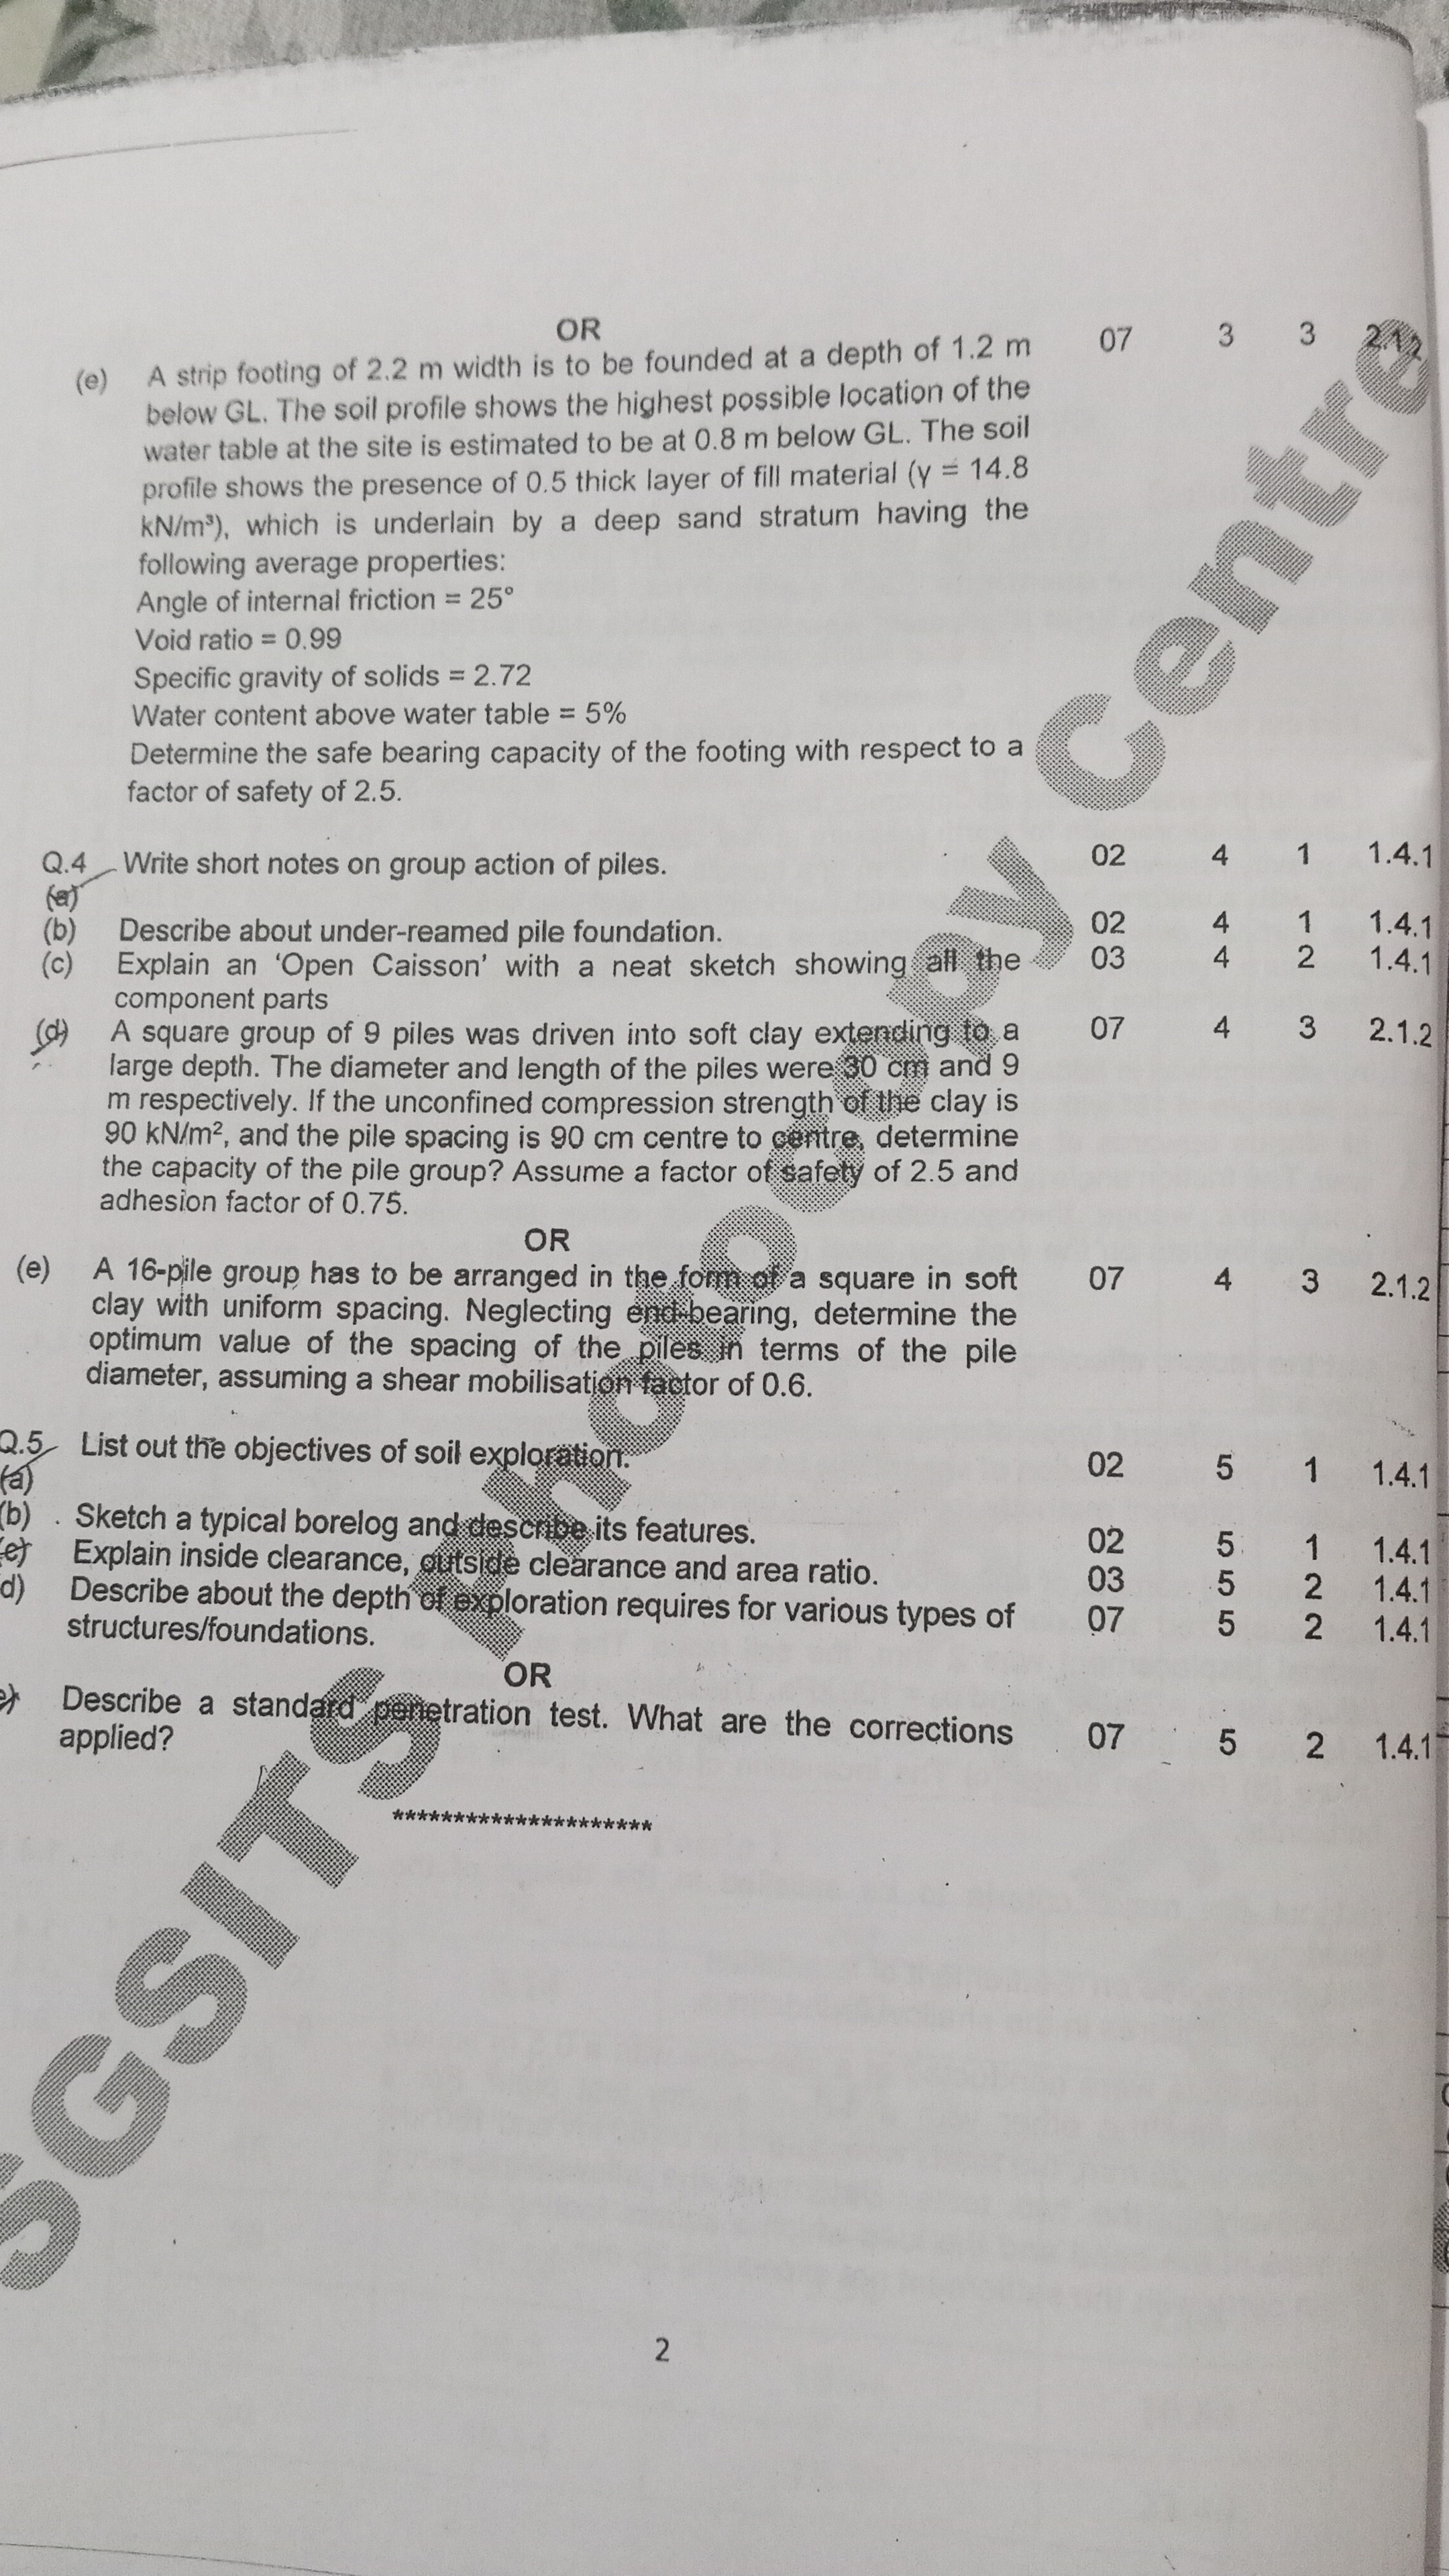 OR
(e) A strip footing of 2.2 m width is to be founded at a depth of 1.2 m 07 3 3 2.1.2
below GL. The soil profile shows the highest possible location of the
water table at the site is estimated to be at 0.8 m below GL. The soil
profile shows the presence of 0.5 thick layer of fill material (γ = 14.8
kN/m³), which is underlain by a deep sand stratum having the
following average properties:
Angle of internal friction = 25°
Void ratio = 0.99
Specific gravity of solids = 2.72
Water content above water table = 5%
Determine the safe bearing capacity of the footing with respect to a
factor of safety of 2.5.
Q.4 Write short notes on group action of piles. 02 4 1 1.4.1
(a)
(b) Describe about under-reamed pile foundation. 02 4 1 1.4.1
(c) Explain an ‘Open Caisson’ with a neat sketch showing all the 03 4 2 1.4.1
component parts
(d) A square group of 9 piles was driven into soft clay extending to a 07 4 3 2.1.2
large depth. The diameter and length of the piles were 30 cm and 9
m respectively. If the unconfined compression strength of the clay is
90 kN/m², and the pile spacing is 90 cm centre to centre, determine
the capacity of the pile group? Assume a factor of safety of 2.5 and
adhesion factor of 0.75.
OR
(e) A 16-pile group has to be arranged in the form of a square in soft 07 4 3 2.1.2
clay with uniform spacing. Neglecting end-bearing, determine the
optimum value of the spacing of the piles in terms of the pile
diameter, assuming a shear mobilisation factor of 0.6.
Q.5 List out the objectives of soil exploration. 02 5 1 1.4.1
(a)
(b) Sketch a typical borelog and describe its features. 02 5 1 1.4.1
(c) Explain inside clearance, outside clearance and area ratio. 03 5 2 1.4.1
d) Describe about the depth of exploration requires for various types of 07 5 2 1.4.1
structures/foundations.
OR
e) Describe a standard penetration test. What are the corrections 07 5 2 1.4.1
applied?
*********************
SGSITS Photocopy Centre
2